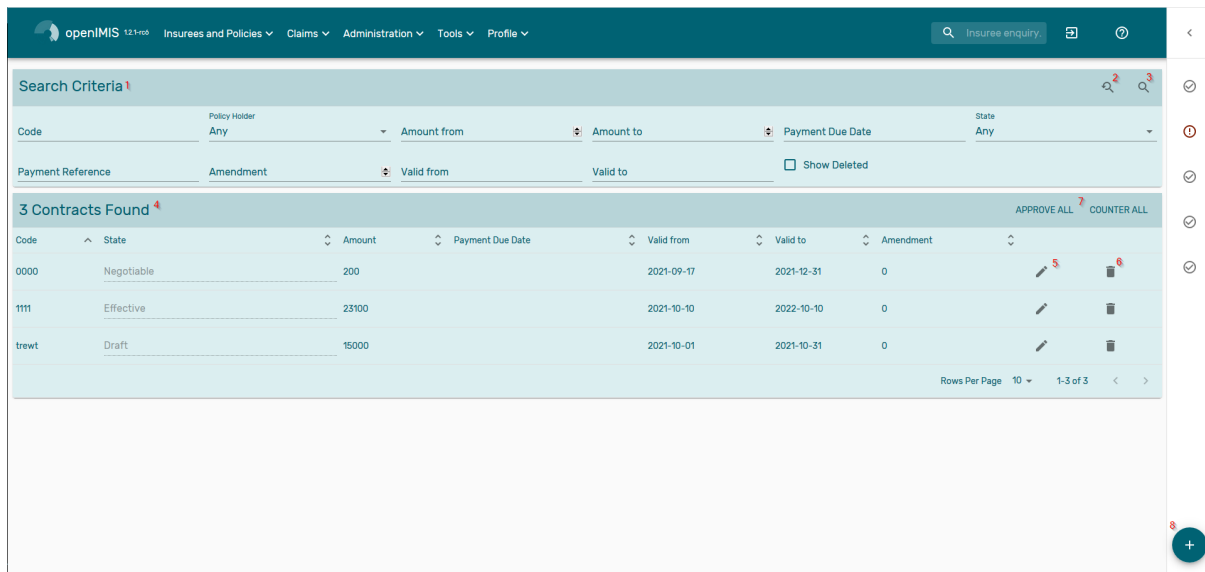 openIMIS 1.2.1-rc6 Insurees and Policies Claims Administration Tools Profile Insuree enquiry.
Search Criteria 1 2 3
Policy Holder State
Code Any Amount from Amount to Payment Due Date Any
Payment Reference Amendment Valid from Valid to Show Deleted
3 Contracts Found 4 APPROVE ALL 7 COUNTER ALL
Code State Amount Payment Due Date Valid from Valid to Amendment
0000 Negotiable 200 2021-09-17 2021-12-31 0 5 6
1111 Effective 23100 2021-10-10 2022-10-10 0
trewt Draft 15000 2021-10-01 2021-10-31 0
Rows Per Page 10 1-3 of 3
8